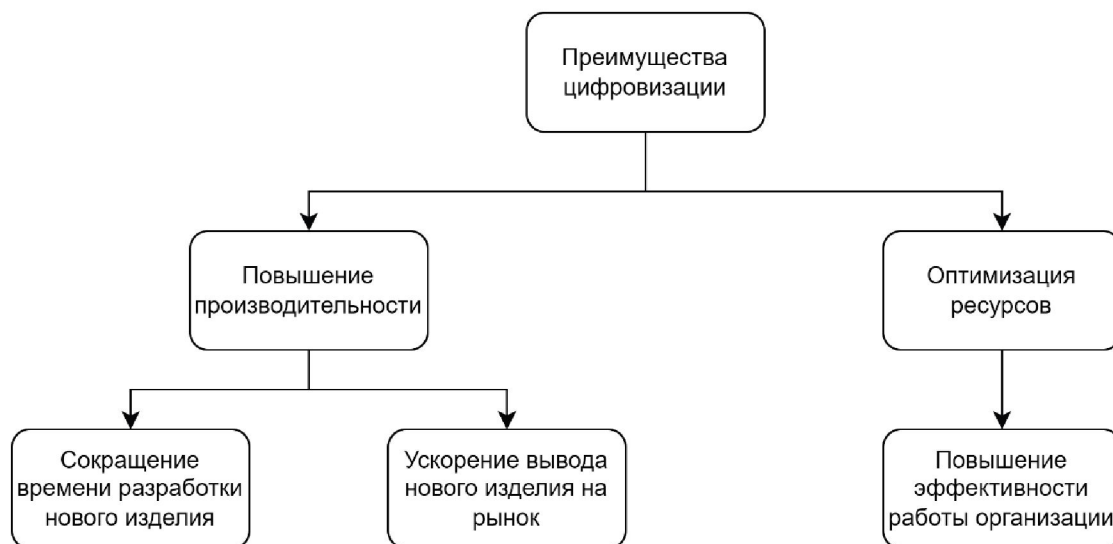 Преимущества
цифровизации
Повышение
производительности
Оптимизация
ресурсов
Сокращение
времени разработки
нового изделия
Ускорение вывода
нового изделия на
рынок
Повышение
эффективности
работы организации